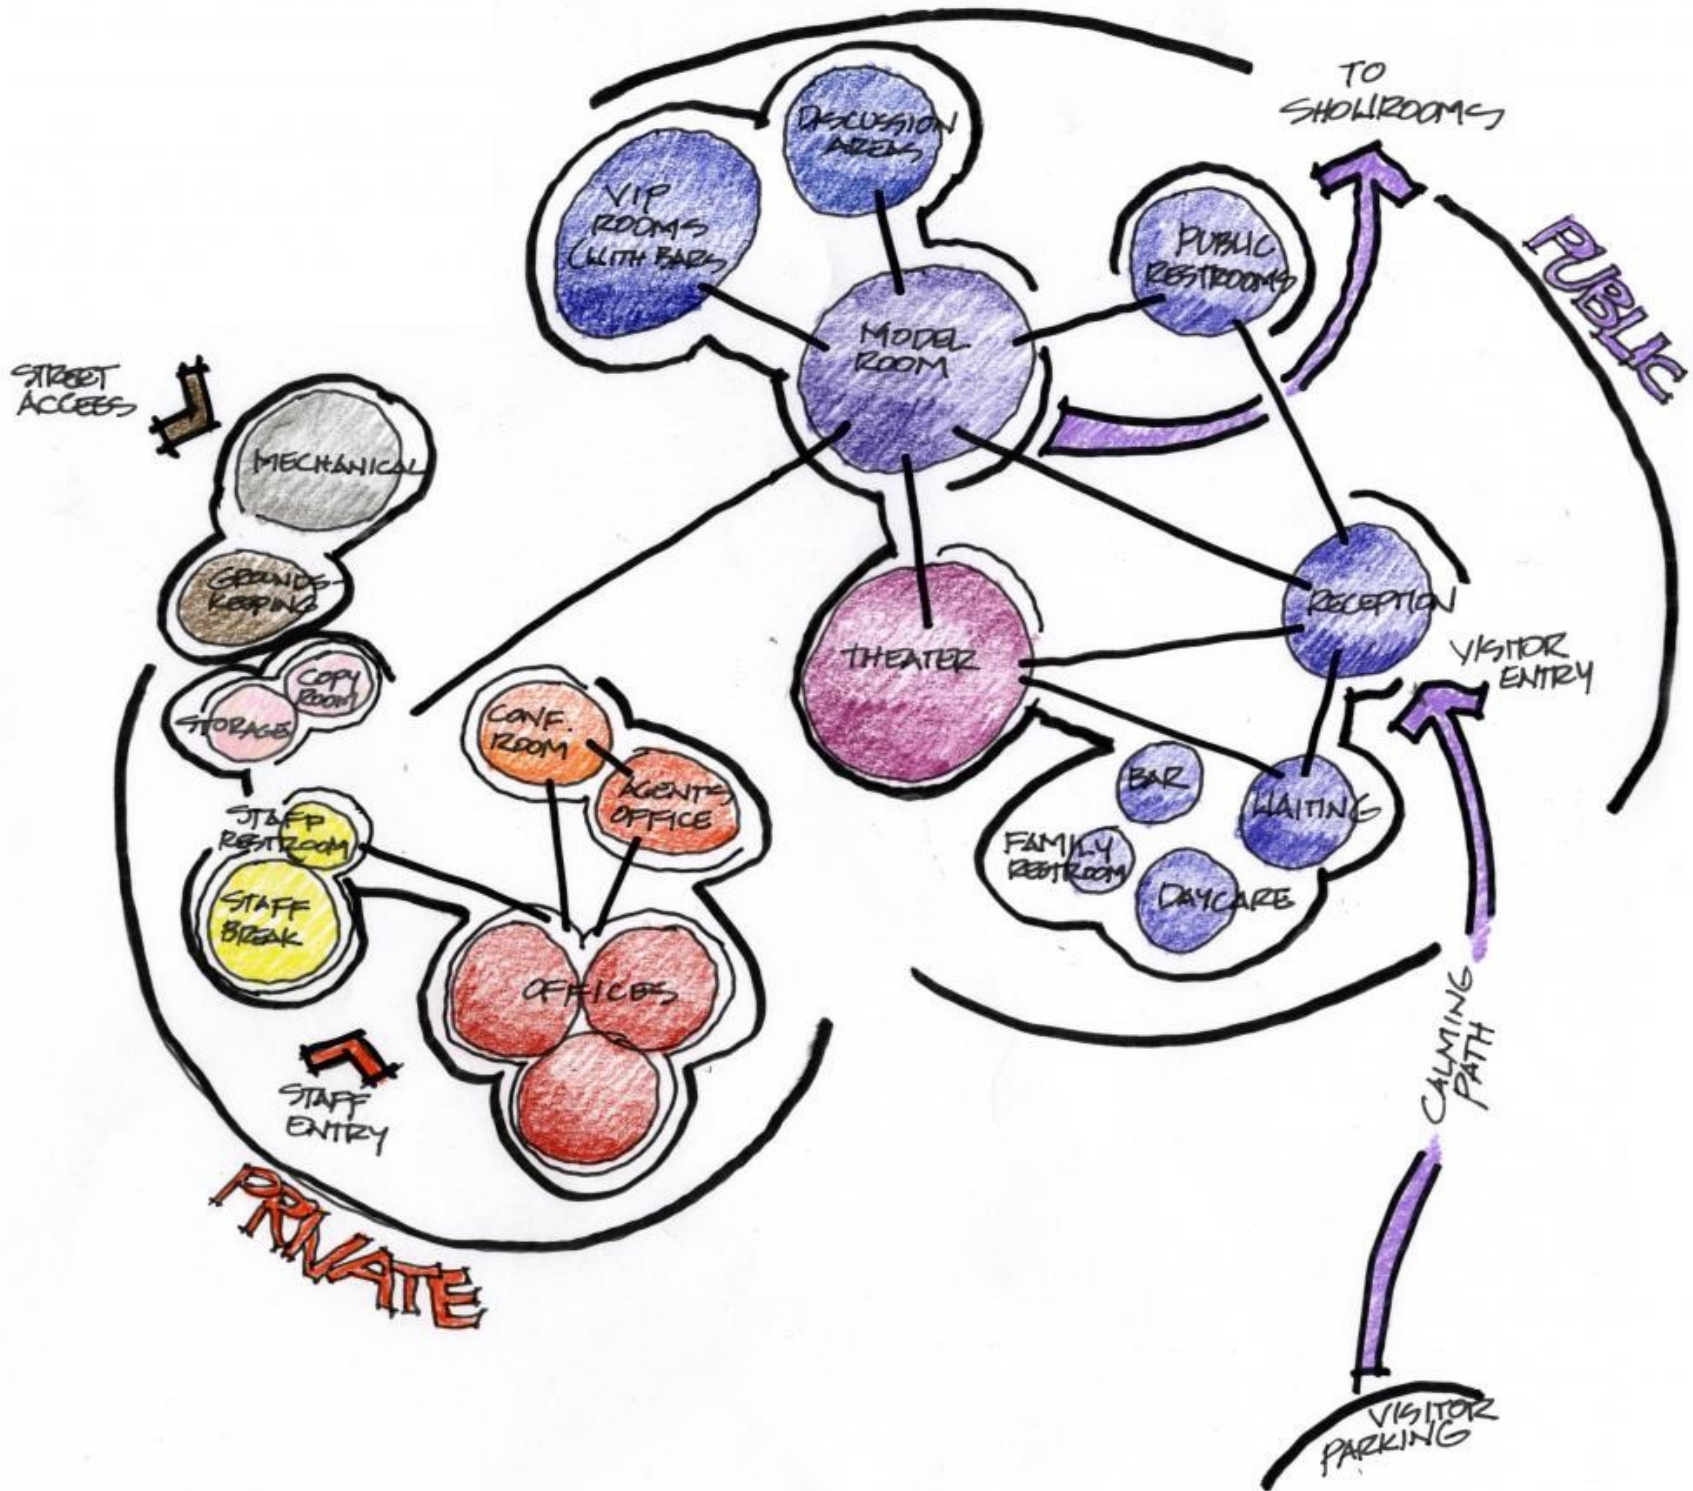 TO
SHOWROOMS
DISCUSSION
AREAS
VIP
ROOMS
(WITH BARS
PUBLIC
RESTROOMS
PUBLIC
MODEL
ROOM
STREET
ACCESS
MECHANICAL
GROUNDS-
KEEPING
RECEPTION
VISITOR
ENTRY
THEATER
COPY
ROOM
STORAGE
CONF.
ROOM
AGENTS
OFFICE
BAR
WAITING
FAMILY
RESTROOM
DAYCARE
STAFF
RESTROOM
STAFF
BREAK
OFFICES
STAFF
ENTRY
CALMING
PATH
PRIVATE
VISITOR
PARKING